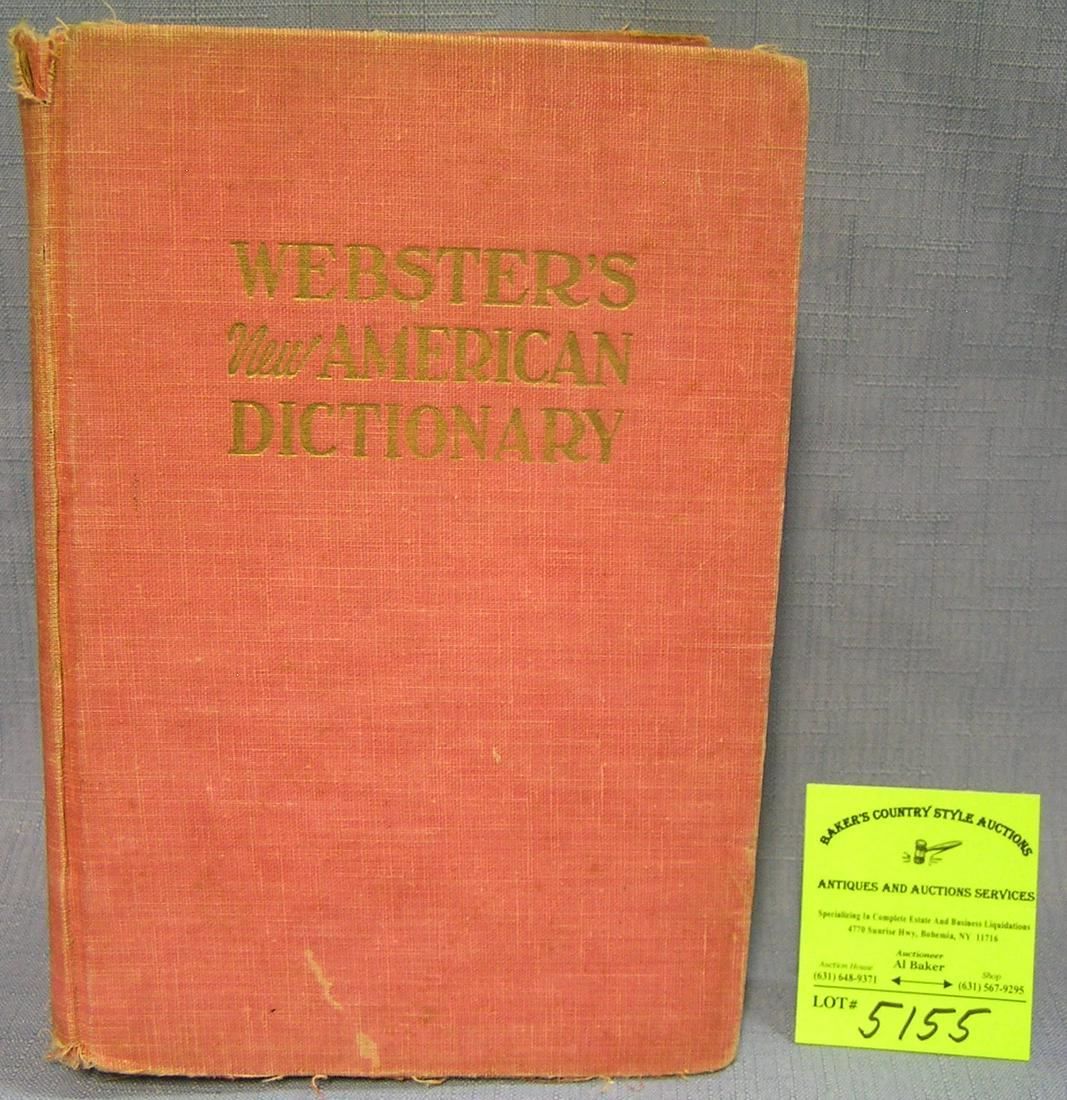 WEBSTER'S
New AMERICAN
DICTIONARY
BAKER'S COUNTRY STYLE AUCTIONS
ANTIQUES AND AUCTIONS SERVICES
Specializing In Complete Estate And Business Liquidations
4770 Sunrise Hwy, Bohemia, NY 11716
Auctioneer
Auction House Al Baker Shop
(631) 648-9371 (631) 567-9295
LOT# 5155